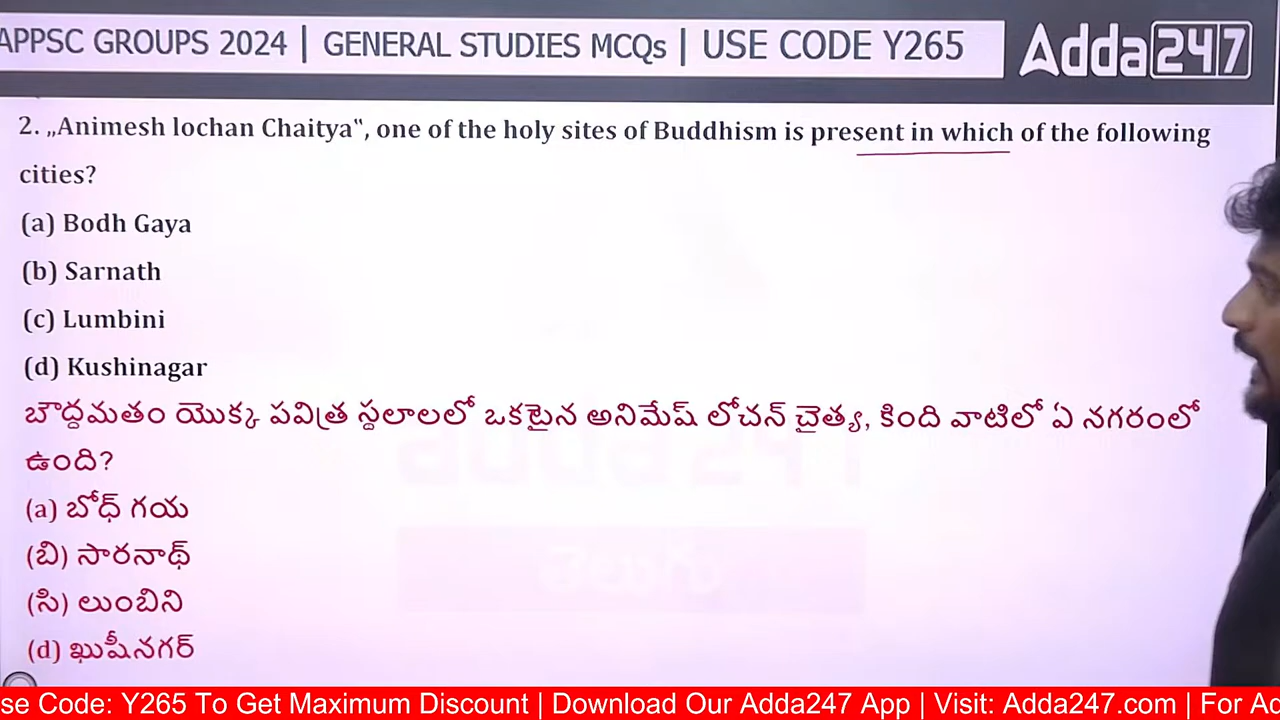 APPSC GROUPS 2024 | GENERAL STUDIES MCQs | USE CODE Y265
Adda247
2. „Animesh lochan Chaitya‟, one of the holy sites of Buddhism is present in which of the following
cities?
(a) Bodh Gaya
(b) Sarnath
(c) Lumbini
(d) Kushinagar
బౌద్ధమతం యొక్క పవిత్ర స్థలాలలో ఒకటైన అనిమేష్ లోచన్ చైత్య, కింది వాటిలో ఏ నగరంలో
ఉంది?
(a) బోధ్ గయ
(బి) సారనాథ్
(సి) లుంబిని
(d) ఖుషీనగర్
adda 247
తెలుగు
se Code: Y265 To Get Maximum Discount | Download Our Adda247 App | Visit: Adda247.com | For Ad